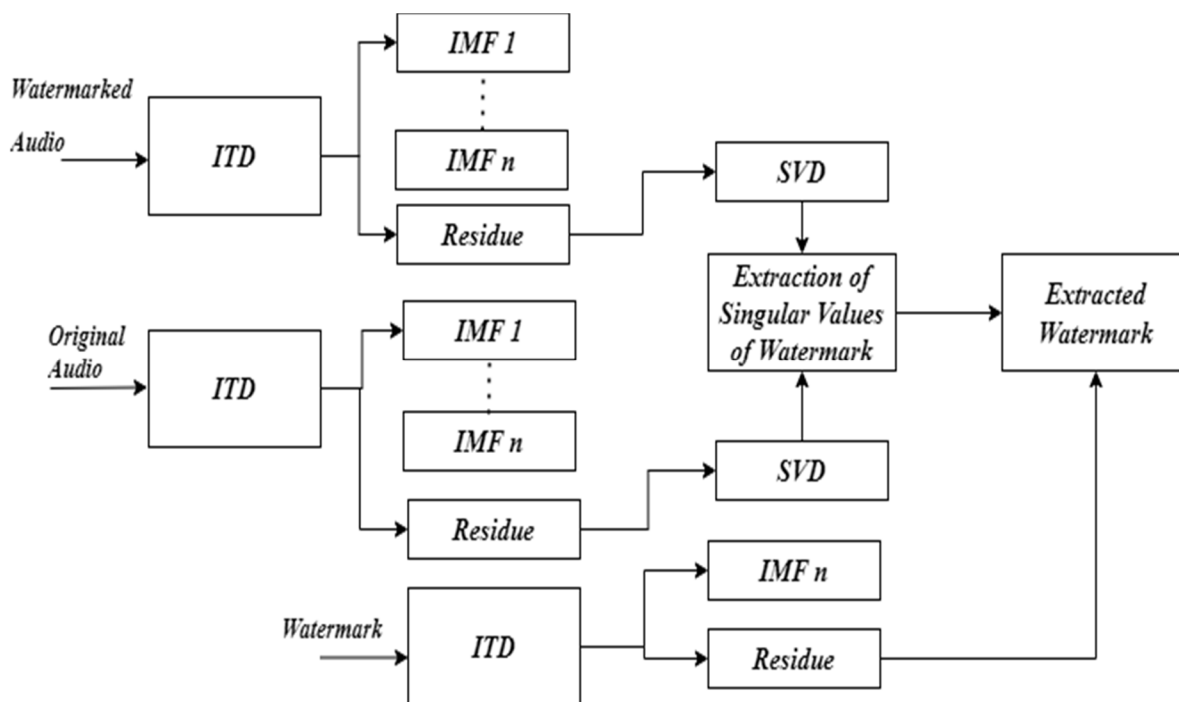 Watermarked
Audio
ITD
IMF 1
IMF n
Residue
SVD
Original
Audio
ITD
IMF 1
IMF n
Residue
SVD
Extraction of
Singular Values
of Watermark
Extracted
Watermark
Watermark
ITD
IMF n
Residue